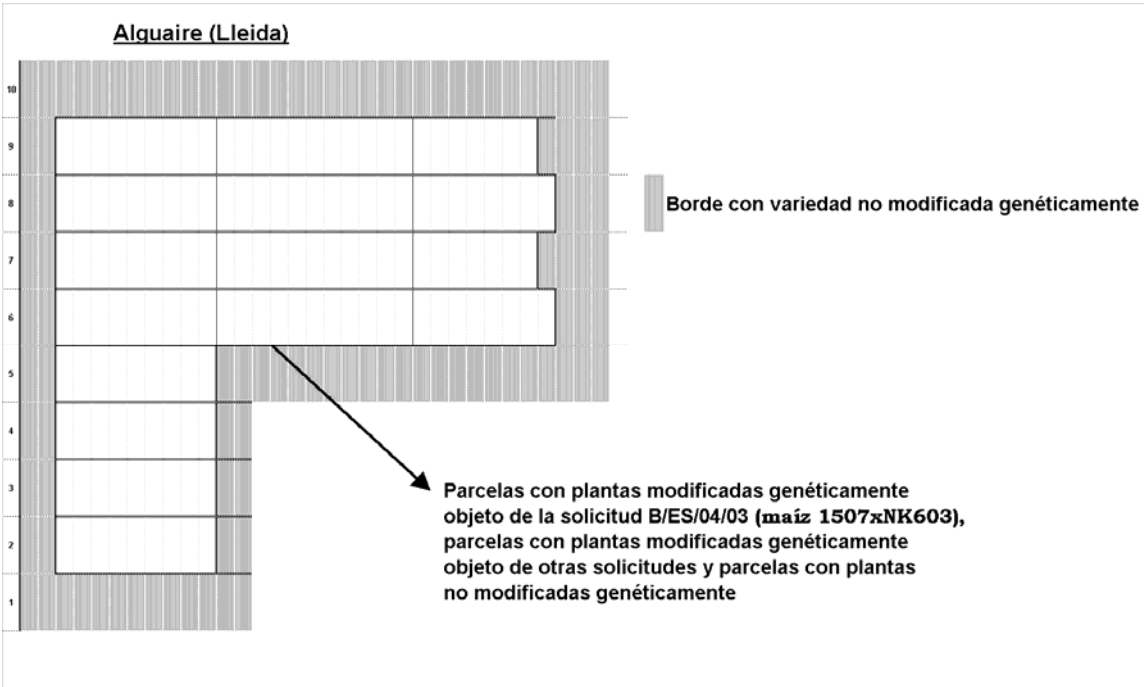 Alguaire (Lleida)
10
9
8
Borde con variedad no modificada genéticamente
7
6
5
4
3
Parcelas con plantas modificadas genéticamente
objeto de la solicitud B/ES/04/03 (maíz 1507xNK603),
parcelas con plantas modificadas genéticamente
objeto de otras solicitudes y parcelas con plantas
no modificadas genéticamente
2
1